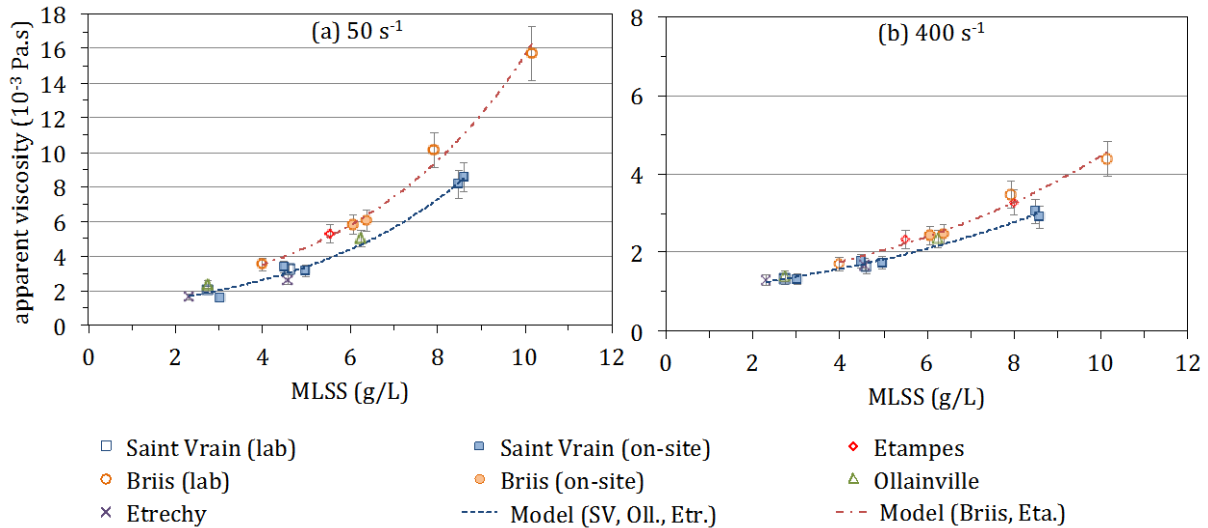 (a) 50 s⁻¹
apparent viscosity (10⁻³ Pa.s)
18
16
14
12
10
8
6
4
2
0
0 2 4 6 8 10 12
MLSS (g/L)
(b) 400 s⁻¹
8
6
4
2
0
0 2 4 6 8 10 12
MLSS (g/L)
Saint Vrain (lab) Saint Vrain (on-site) Etampes
Briis (lab) Briis (on-site) Ollainville
Etrechy Model (SV, Oll., Etr.) Model (Briis, Eta.)